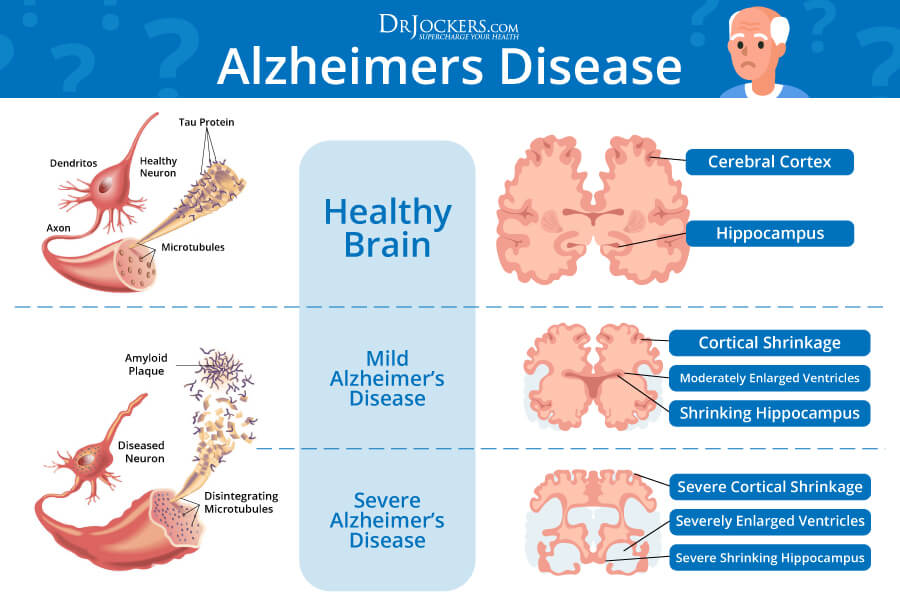 DRJOCKERS.COM
SUPERCHARGE YOUR HEALTH
Alzheimers Disease
Tau Protein
Dendritos
Healthy
Neuron
Axon
Microtubules
Healthy
Brain
Cerebral Cortex
Hippocampus
Amyloid
Plaque
Diseased
Neuron
Disintegrating
Microtubules
Mild
Alzheimer's
Disease
Cortical Shrinkage
Moderately Enlarged Ventricles
Shrinking Hippocampus
Severe
Alzheimer's
Disease
Severe Cortical Shrinkage
Severely Enlarged Ventricles
Severe Shrinking Hippocampus